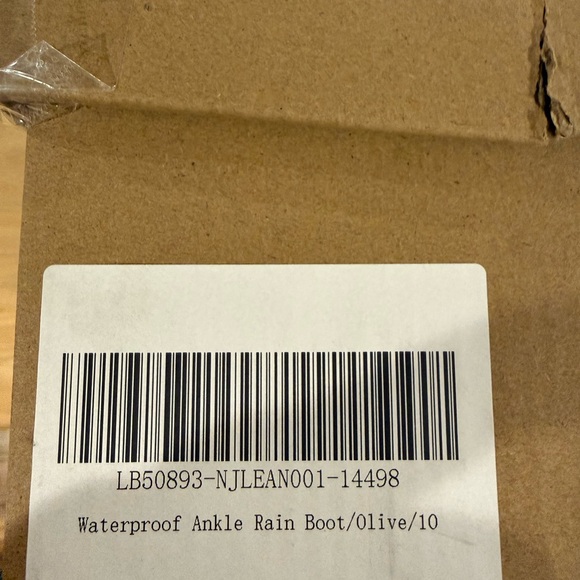 LB50893-NJLEAN001-14498
Waterproof Ankle Rain Boot/Olive/10